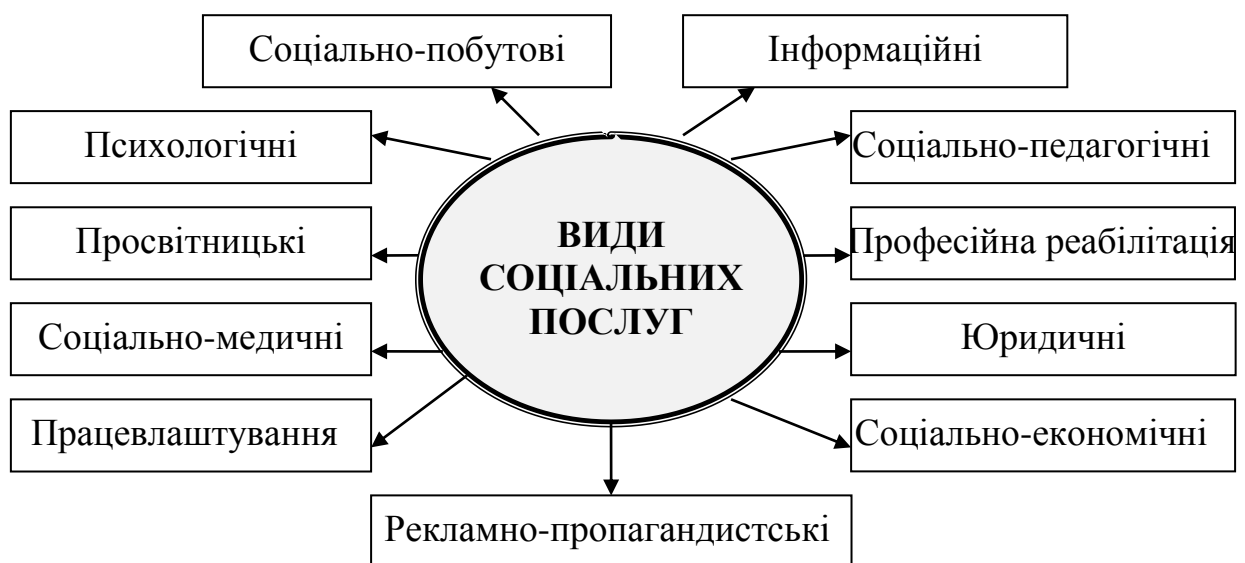 Соціально-побутові
Інформаційні
Психологічні
Соціально-педагогічні
Просвітницькі
ВИДИ
СОЦІАЛЬНИХ
ПОСЛУГ
Професійна реабілітація
Соціально-медичні
Юридичні
Працевлаштування
Соціально-економічні
Рекламно-пропагандистські